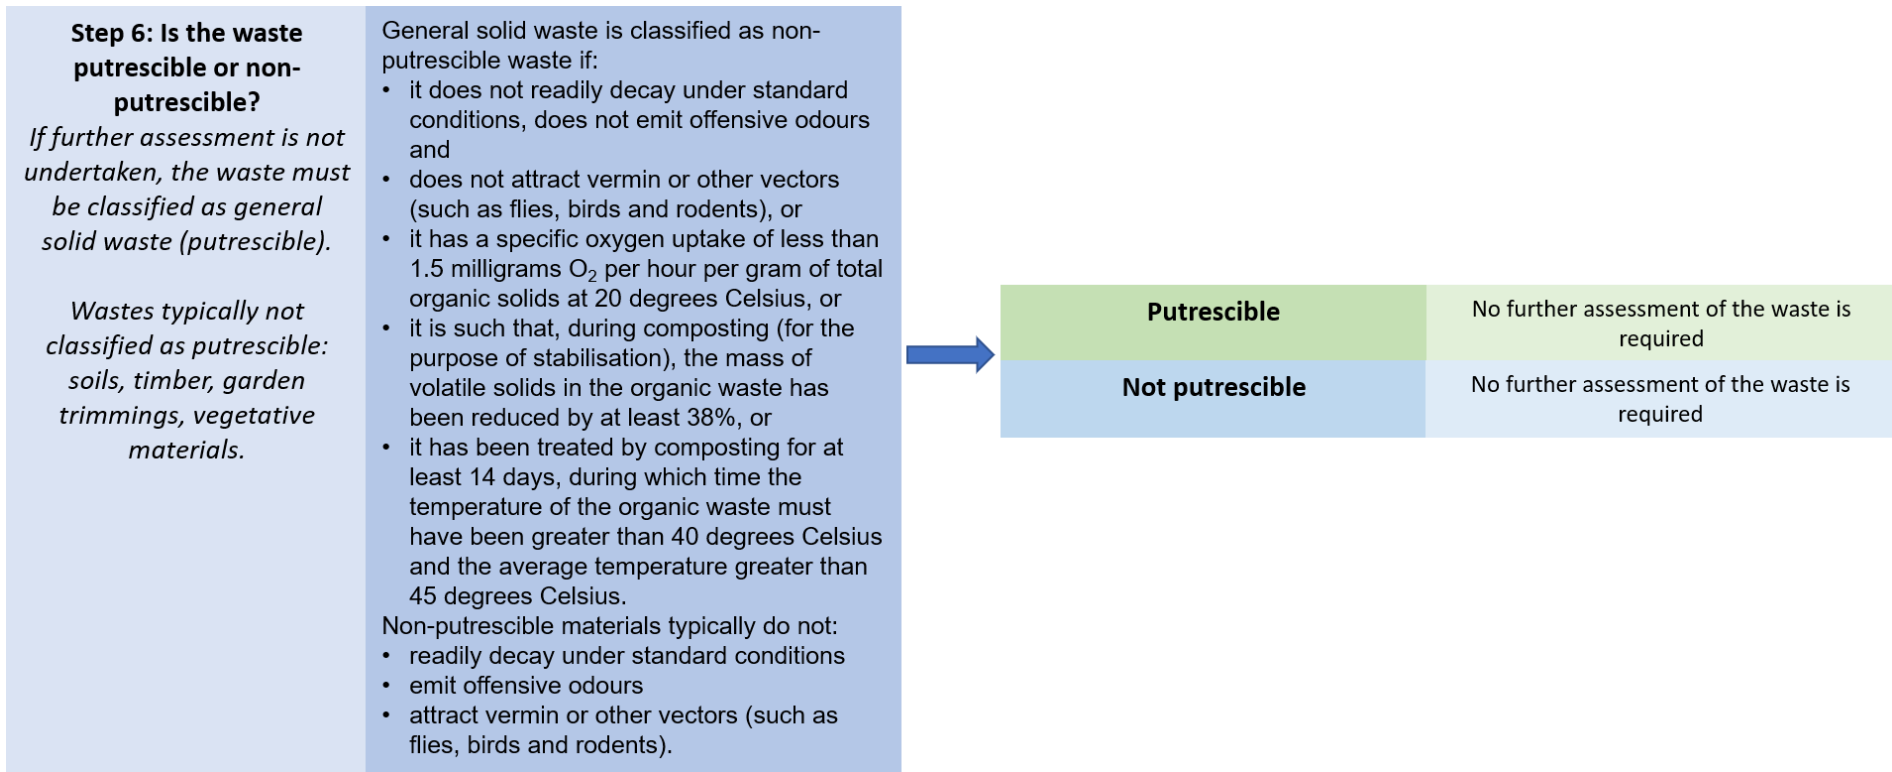 Step 6: Is the waste
putrescible or non-
putrescible?
If further assessment is not
undertaken, the waste must
be classified as general
solid waste (putrescible).
Wastes typically not
classified as putrescible:
soils, timber, garden
trimmings, vegetative
materials.
General solid waste is classified as non-
putrescible waste if:
• it does not readily decay under standard
conditions, does not emit offensive odours
and
• does not attract vermin or other vectors
(such as flies, birds and rodents), or
• it has a specific oxygen uptake of less than
1.5 milligrams O₂ per hour per gram of total
organic solids at 20 degrees Celsius, or
• it is such that, during composting (for the
purpose of stabilisation), the mass of
volatile solids in the organic waste has
been reduced by at least 38%, or
• it has been treated by composting for at
least 14 days, during which time the
temperature of the organic waste must
have been greater than 40 degrees Celsius
and the average temperature greater than
45 degrees Celsius.
Non-putrescible materials typically do not:
• readily decay under standard conditions
• emit offensive odours
• attract vermin or other vectors (such as
flies, birds and rodents).
Putrescible
No further assessment of the waste is
required
Not putrescible
No further assessment of the waste is
required